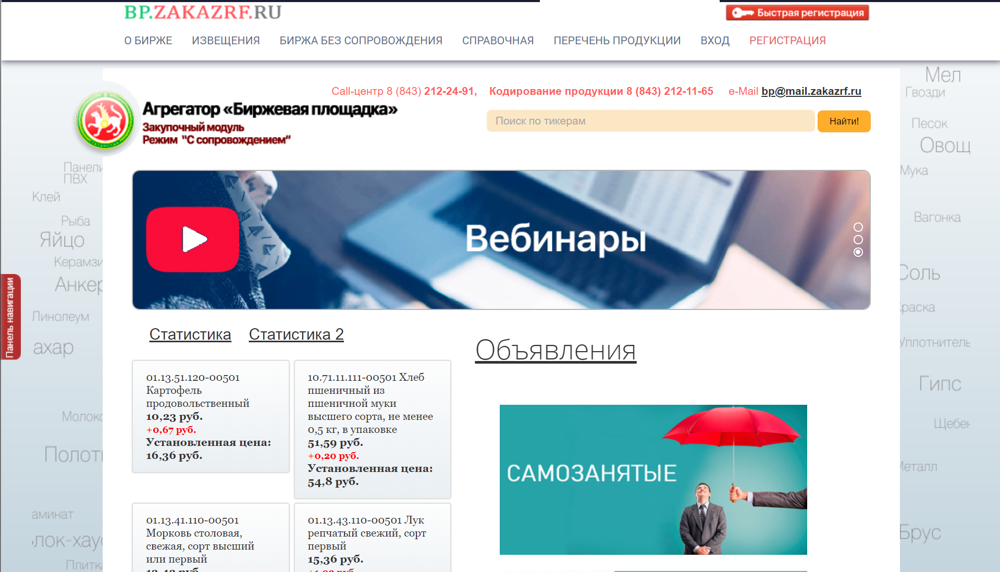 BP.ZAKAZRF.RU
Быстрая регистрация
О БИРЖЕ ИЗВЕЩЕНИЯ БИРЖА БЕЗ СОПРОВОЖДЕНИЯ СПРАВОЧНАЯ ПЕРЕЧЕНЬ ПРОДУКЦИИ ВХОД РЕГИСТРАЦИЯ
Call-центр 8 (843) 212-24-91, Кодирование продукции 8 (843) 212-11-65 e-Mail bp@mail.zakazrf.ru
Агрегатор «Биржевая площадка»
Закупочный модуль
Режим "С сопровождением"
Поиск по тикерам Найти!
Вебинары
Панель навигации
Статистика Статистика 2
Объявления
01.13.51.120-00501
Картофель
продовольственный
10,23 руб.
+0,67 руб.
Установленная цена:
16,36 руб.
10.71.11.111-00501 Хлеб
пшеничный из
пшеничной муки
высшего сорта, не менее
0,5 кг, в упаковке
51,59 руб.
+0,20 руб.
Установленная цена:
54,8 руб.
01.13.41.110-00501
Морковь столовая,
свежая, сорт высший
или первый
01.13.43.110-00501 Лук
репчатый свежий, сорт
первый
15,36 руб.
САМОЗАНЯТЫЕ
Панели
ПВХ
Клей
Рыба
Яйцо
Керамзи
Анкер
Линолеум
ахар
Молоко
Полот
аминат
лок-хаус
Плитка
Мел
Гвозди
Песок
Овощ
Мука
Вагонка
Соль
Краска
Уплотнитель
Гипс
Щебен
Металл
Брус